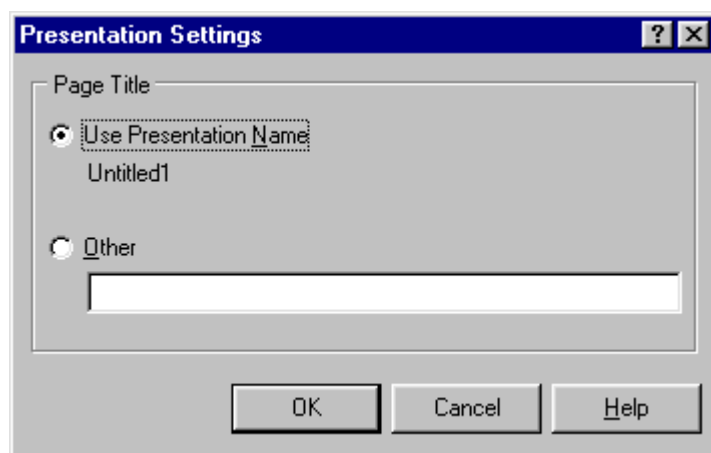 Presentation Settings
Page Title
Use Presentation Name
Untitled1
Other
OK Cancel Help